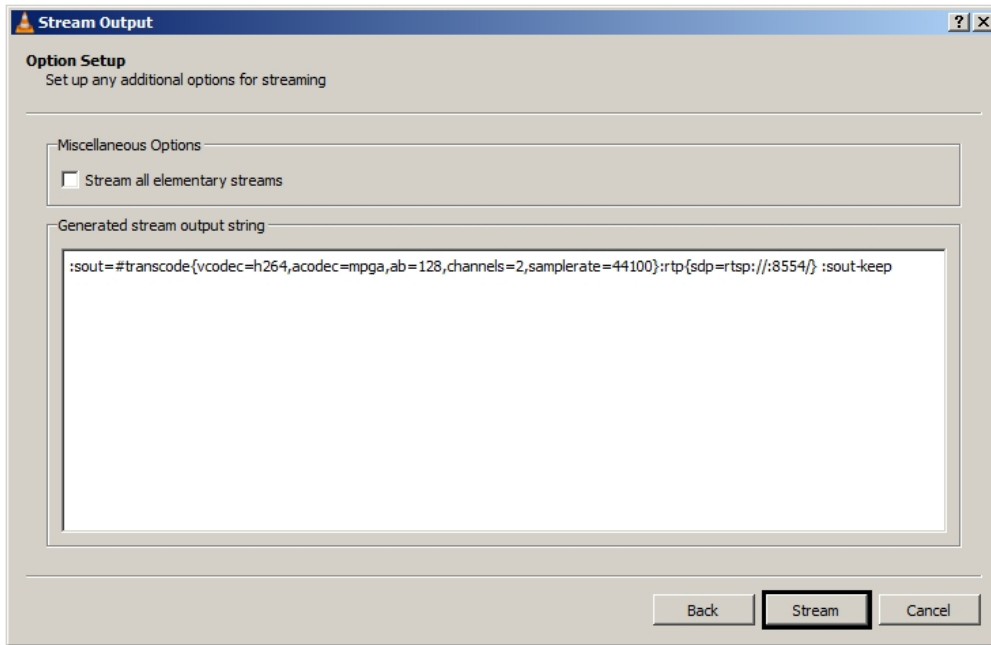 Stream Output
Option Setup
Set up any additional options for streaming
Miscellaneous Options
Stream all elementary streams
Generated stream output string
:sout=#transcode{vcodec=h264,acodec=mpga,ab=128,channels=2,samplerate=44100}:rtp{sdp=rtsp://:8554/} :sout-keep
Back Stream Cancel